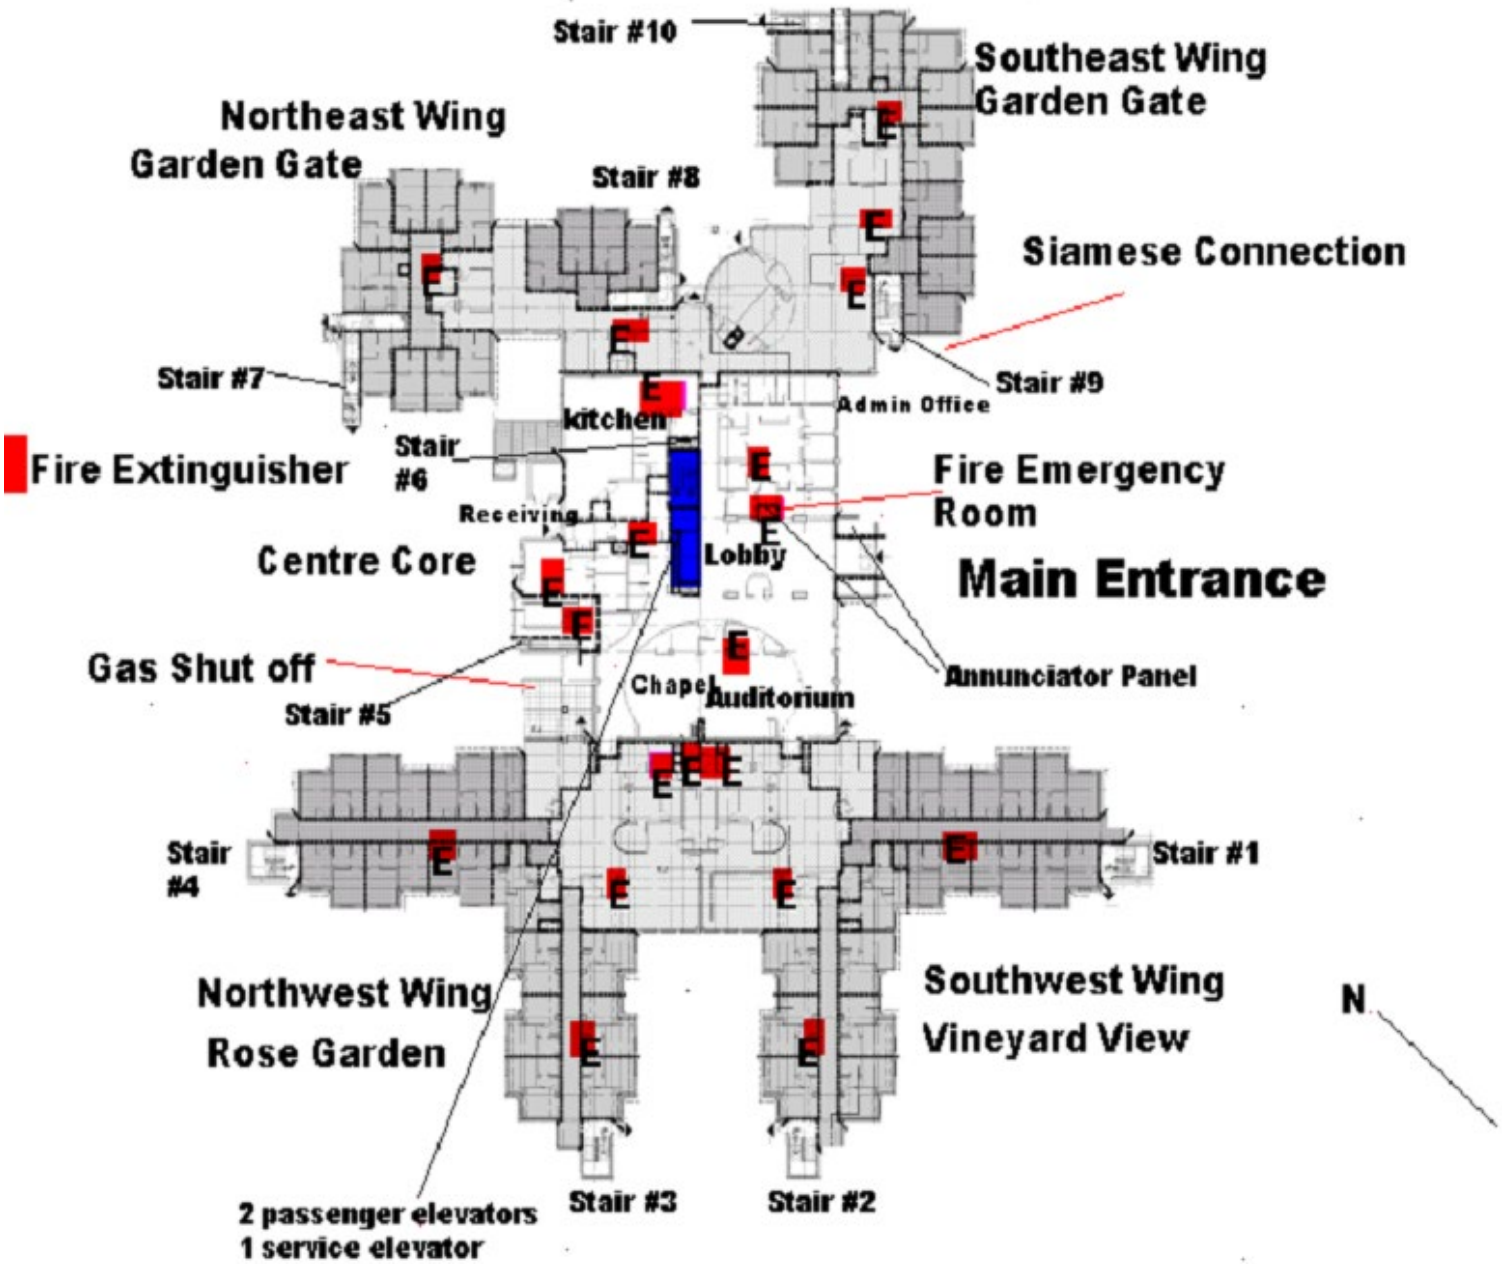 Stair #10
Southeast Wing
Garden Gate
Northeast Wing
Garden Gate
Stair #8
E
E
Siamese Connection
E
E
E
Stair #7
Stair #9
E
kitchen
Admin Office
Stair
#6
Fire Extinguisher
E
Fire Emergency
Room
Receiving
E
E
Lobby
Centre Core
Main Entrance
E
E
E
Gas Shut off
Chapel
Auditorium
Annunciator Panel
Stair #5
E
E
E
Stair
#4
E
E
Stair #1
E
E
Northwest Wing
Rose Garden
Southwest Wing
Vineyard View
N
E
E
2 passenger elevators
1 service elevator
Stair #3
Stair #2